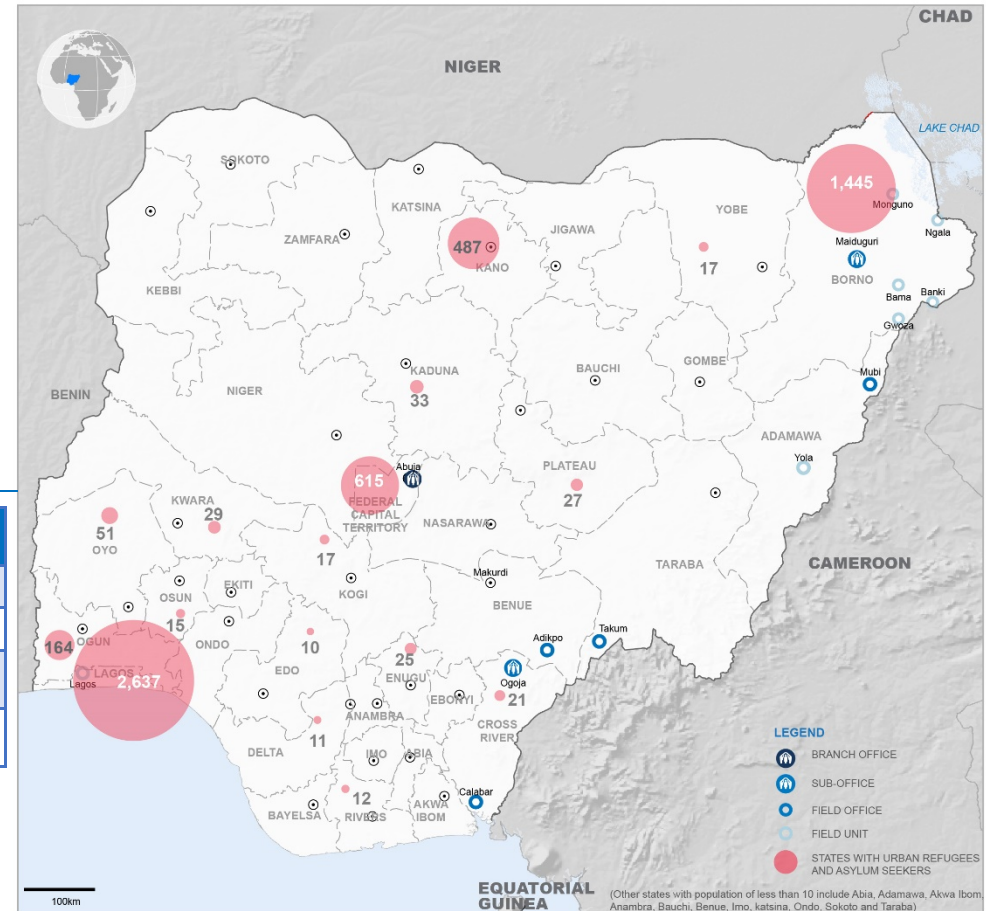 CHAD
NIGER
LAKE CHAD
SOKOTO
1,445
KATSINA
Monguno
YOBE
Ngala
ZAMFARA
JIGAWA
487
Maiduguri
KANO
17
BORNO
KEBBI
Bama
Banki
Gwoza
GOMBE
KADUNA
BAUCHI
Mubi
NIGER
BENIN
33
ADAMAWA
Abuja
PLATEAU
Yola
615
27
KWARA
FEDERAL
CAPITAL
TERRITORY
29
NASARAWA
51
OYO
17
TARABA
CAMEROON
Makurdi
EKITI
KOGI
OSUN
BENUE
15
Takum
164
OGUN
ONDO
10
Adikpo
EDO
25
LAGOS
ENUGU
Lagos
2,637
Ogoja
EBONYI
21
ANAMBRA
CROSS
RIVER
11
DELTA
IMO
ABIA
12
Calabar
BAYELSA
RIVERS
AKWA
IBOM
LEGEND
BRANCH OFFICE
SUB-OFFICE
FIELD OFFICE
FIELD UNIT
STATES WITH URBAN REFUGEES
AND ASYLUM SEEKERS
100km
EQUATORIAL
GUINEA
(Other states with population of less than 10 include Abia, Adamawa, Akwa Ibom,
Anambra, Bauchi, Benue, Imo, katsina, Ondo, Sokoto and Taraba)